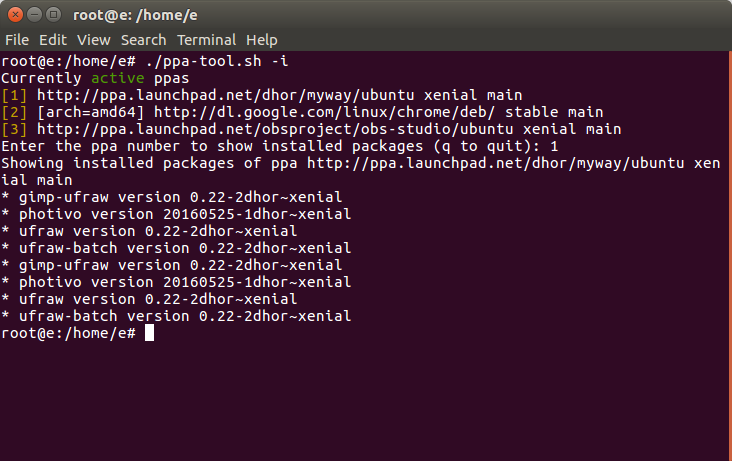 root@e: /home/e
File Edit View Search Terminal Help
root@e:/home/e# ./ppa-tool.sh -i
Currently active ppas
[1] http://ppa.launchpad.net/dhor/myway/ubuntu xenial main
[2] [arch=amd64] http://dl.google.com/linux/chrome/deb/ stable main
[3] http://ppa.launchpad.net/obsproject/obs-studio/ubuntu xenial main
Enter the ppa number to show installed packages (q to quit): 1
Showing installed packages of ppa http://ppa.launchpad.net/dhor/myway/ubuntu xen
ial main
* gimp-ufraw version 0.22-2dhor~xenial
* photivo version 20160525-1dhor~xenial
* ufraw version 0.22-2dhor~xenial
* ufraw-batch version 0.22-2dhor~xenial
* gimp-ufraw version 0.22-2dhor~xenial
* photivo version 20160525-1dhor~xenial
* ufraw version 0.22-2dhor~xenial
* ufraw-batch version 0.22-2dhor~xenial
root@e:/home/e#